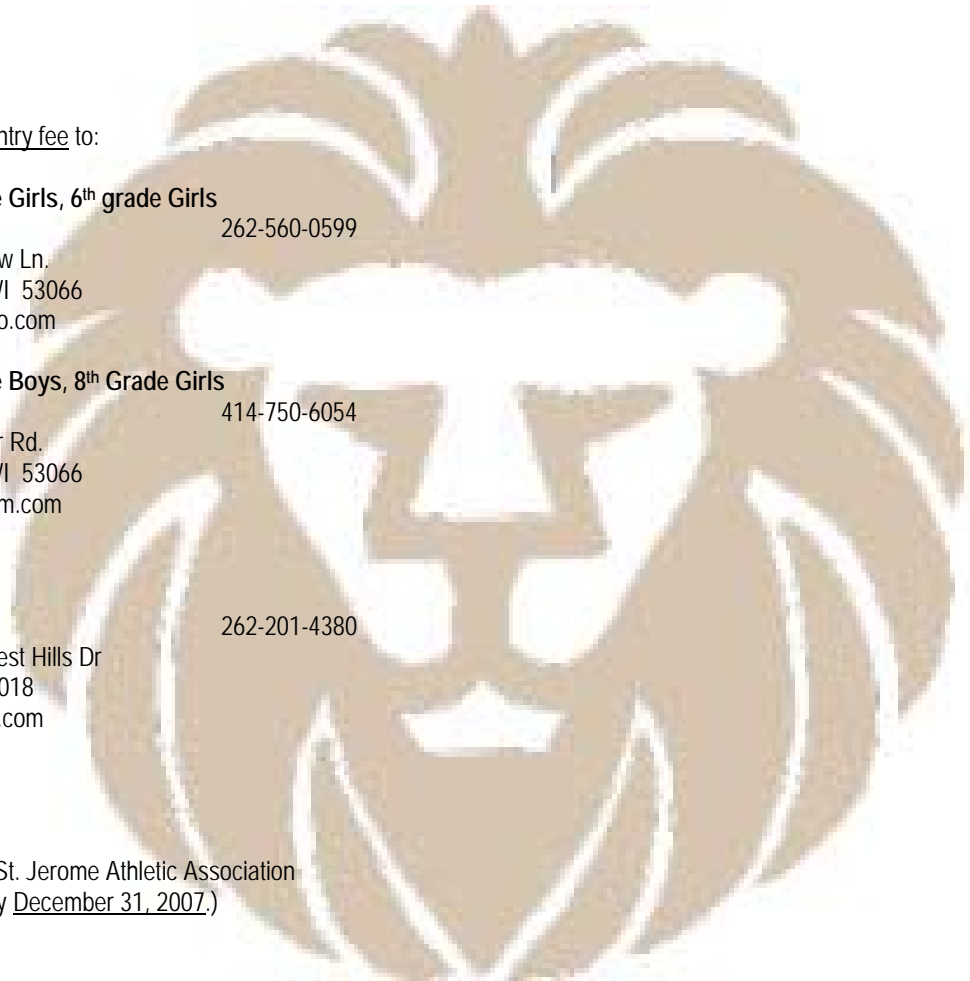 ntry fee to:
e Girls, 6th grade Girls
262-560-0599
w Ln.
VI 53066
o.com
e Boys, 8th Grade Girls
414-750-6054
r Rd.
VI 53066
m.com
262-201-4380
est Hills Dr
018
.com
St. Jerome Athletic Association
y December 31, 2007.)